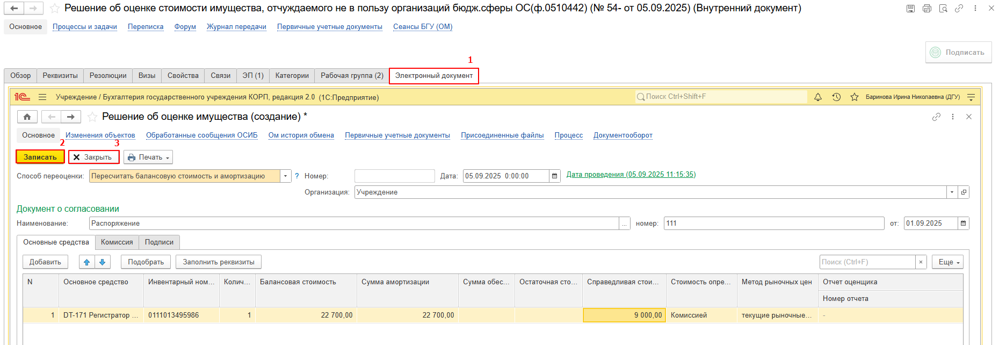 Решение об оценке стоимости имущества, отчуждаемого не в пользу организаций бюдж.сферы ОС(ф.0510442) (№ 54- от 05.09.2025) (Внутренний документ)
Основное Процессы и задачи Переписка Форум Журнал передачи Первичные учетные документы Сеансы БГУ (ОМ)
Подписать
1
Обзор Реквизиты Резолюции Визы Свойства Связи ЭП (1) Категории Рабочая группа (2) Электронный документ
1С Учреждение / Бухгалтерия государственного учреждения КОРП, редакция 2.0 (1С:Предприятие) Поиск Ctrl+Shift+F Баринова Ирина Николаевна (ДГУ)
Решение об оценке имущества (создание) *
Основное Изменения объектов Обработанные сообщения ОСИБ Ом история обмена Первичные учетные документы Присоединенные файлы Процесс Документооборот
2 3
Записать Закрыть Печать
Способ переоценки: Пересчитать балансовую стоимость и амортизацию ? Номер: Дата: 05.09.2025 0:00:00 Дата проведения (05.09.2025 11:15:35)
Организация: Учреждение
Документ о согласовании
Наименование: Распоряжение ... номер: 111 от: 01.09.2025
Основные средства Комиссия Подписи
Добавить Подобрать Заполнить реквизиты Поиск (Ctrl+F) × Еще
N Основное средство Инвентарный ном... Колич... Балансовая стоимость Сумма амортизации Сумма обес... Остаточная сто... Справедливая стои... Стоимость опре... Метод рыночных цен Отчет оценщика
Номер отчета
1 DT-171 Регистратор ... 0111013495986 1 22 700,00 22 700,00 9 000,00 Комиссией текущие рыночные... -